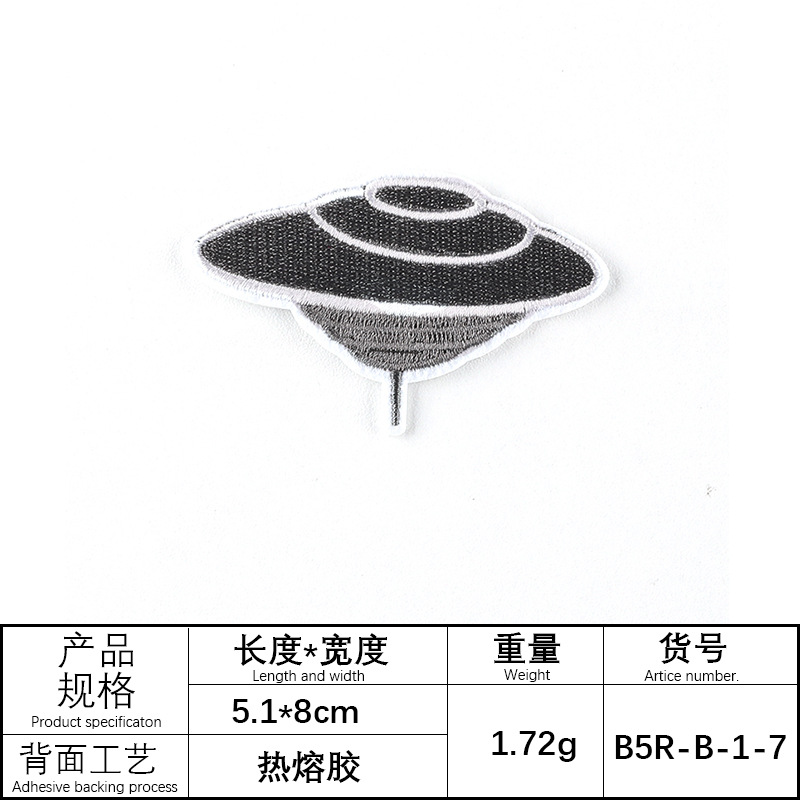 产品
规格
Product specificaton
长度*宽度
Length and width
重量
Weight
货号
Artice number.
5.1*8cm
1.72g
B5R-B-1-7
背面工艺
Adhesive backing process
热熔胶